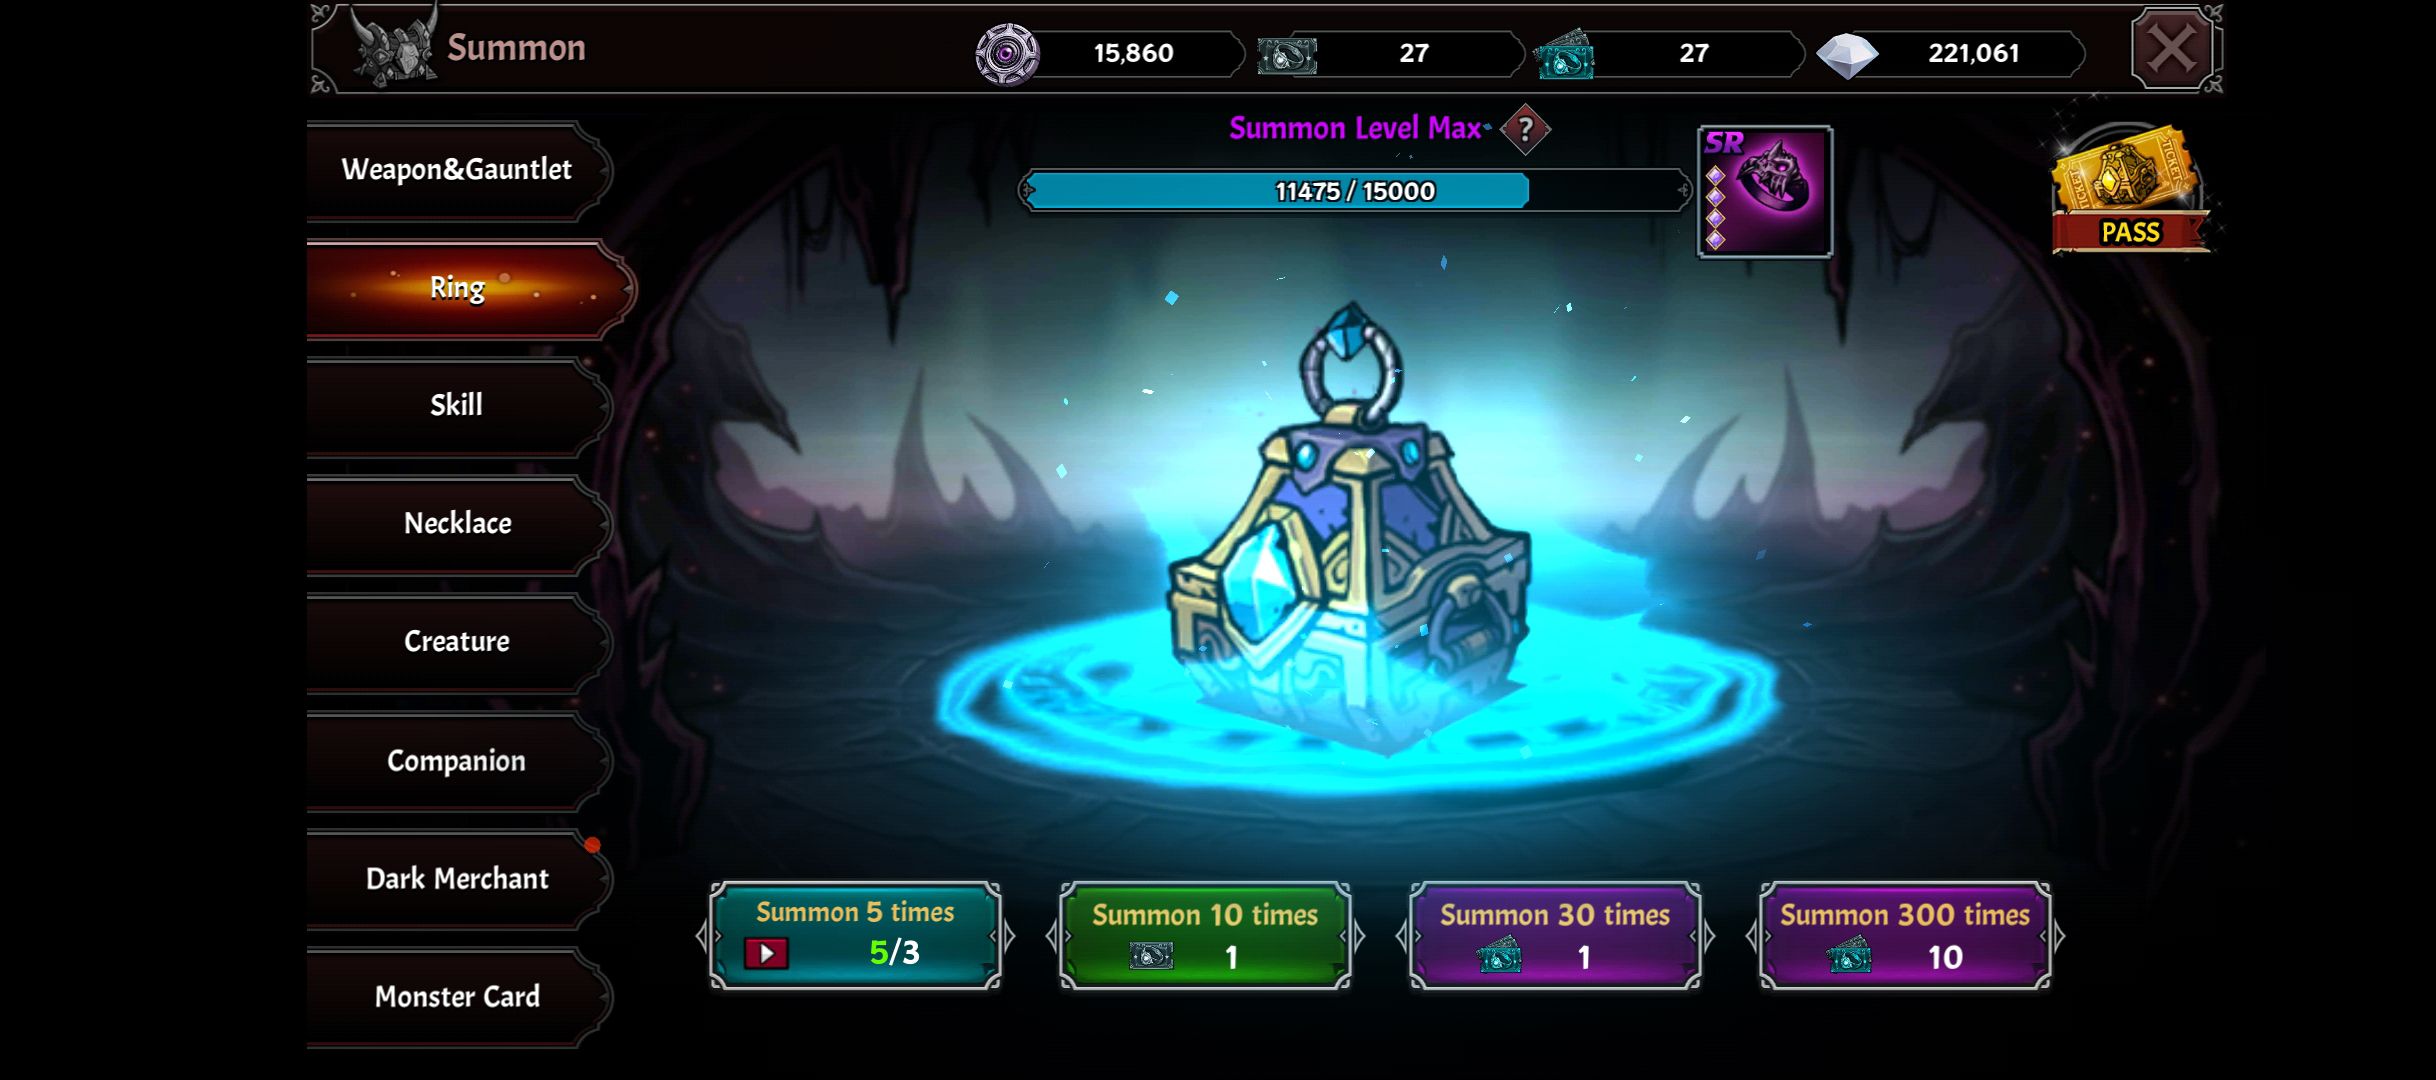 Summon
15,860
27
27
221,061
Summon Level Max
?
11475 / 15000
SR
TICKET
TICKET
PASS
Weapon&Gauntlet
Ring
Skill
Necklace
Creature
Companion
Dark Merchant
Monster Card
Summon 5 times
5/3
Summon 10 times
1
Summon 30 times
1
Summon 300 times
10